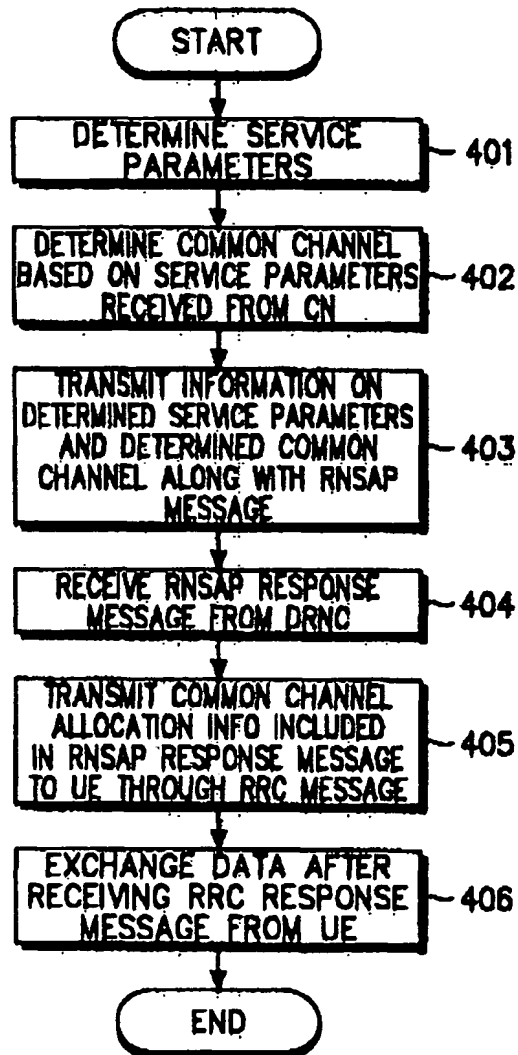 START
DETERMINE SERVICE
PARAMETERS
401
DETERMINE COMMON CHANNEL
BASED ON SERVICE PARAMETERS
RECEIVED FROM CN
402
TRANSMIT INFORMATION ON
DETERMINED SERVICE PARAMETERS
AND DETERMINED COMMON
CHANNEL ALONG WITH RNSAP
MESSAGE
403
RECEIVE RNSAP RESPONSE
MESSAGE FROM DRNC
404
TRANSMIT COMMON CHANNEL
ALLOCATION INFO INCLUDED
IN RNSAP RESPONSE MESSAGE
TO UE THROUGH RRC MESSAGE
405
EXCHANGE DATA AFTER
RECEIVING RRC RESPONSE
MESSAGE FROM UE
406
END